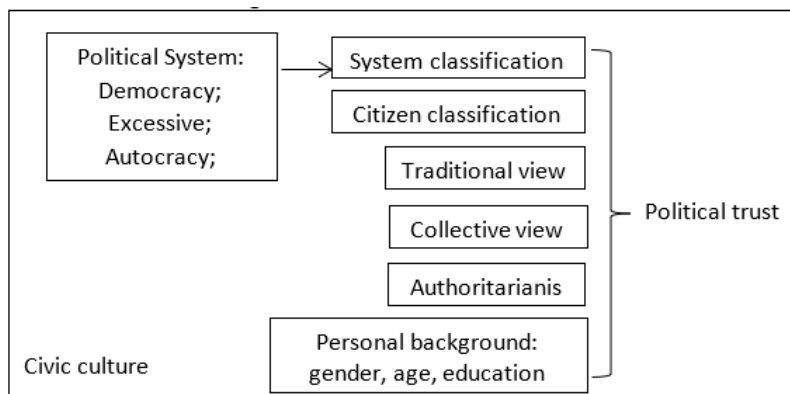 Political System:
Democracy;
Excessive;
Autocracy;
System classification
Citizen classification
Traditional view
Collective view
Authoritarianis
Personal background:
gender, age, education
Political trust
Civic culture